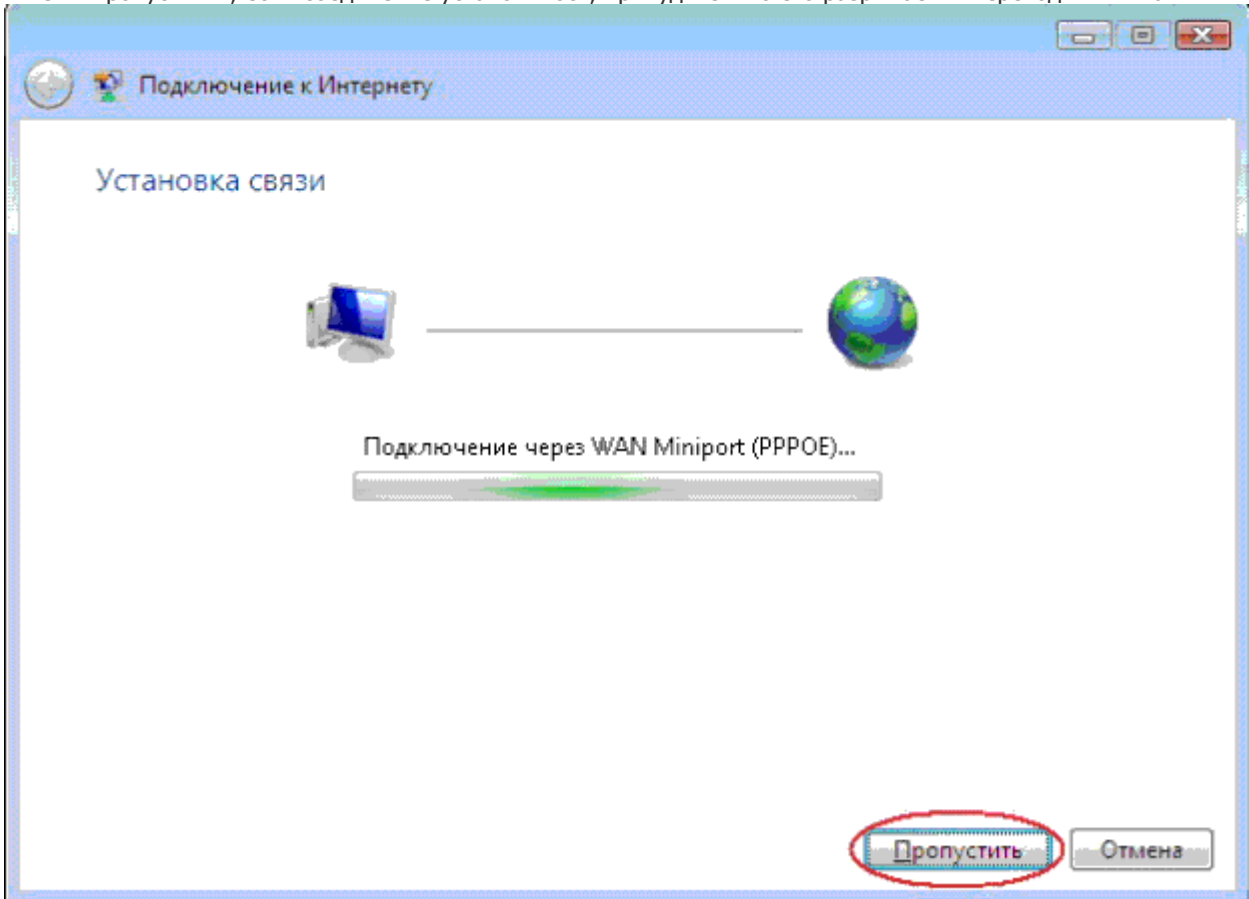 Подключение к Интернету
Установка связи
Подключение через WAN Miniport (PPPOE)...
Пропустить
Отмена